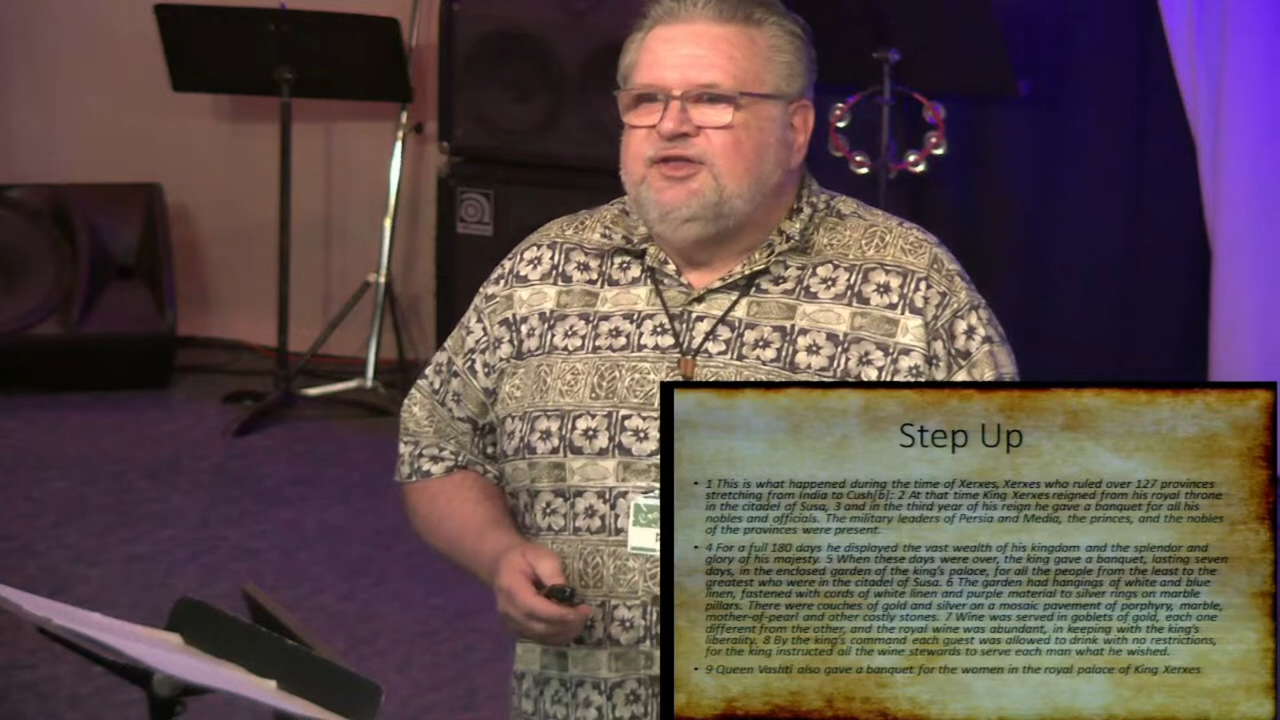 Step Up
• 1 This is what happened during the time of Xerxes, Xerxes who ruled over 127 provinces
stretching from India to Cush[b]: 2 At that time King Xerxes reigned from his royal throne
in the citadel of Susa, 3 and in the third year of his reign he gave a banquet for all his
nobles and officials. The military leaders of Persia and Media, the princes, and the nobles
of the provinces were present.
• 4 For a full 180 days he displayed the vast wealth of his kingdom and the splendor and
glory of his majesty. 5 When these days were over, the king gave a banquet, lasting seven
days, in the enclosed garden of the king's palace, for all the people from the least to the
greatest who were in the citadel of Susa. 6 The garden had hangings of white and blue
linen, fastened with cords of white linen and purple material to silver rings on marble
pillars. There were couches of gold and silver on a mosaic pavement of porphyry, marble,
mother-of-pearl and other costly stones. 7 Wine was served in goblets of gold, each one
different from the other, and the royal wine was abundant, in keeping with the king's
liberality. 8 By the king's command each guest was allowed to drink with no restrictions,
for the king instructed all the wine stewards to serve each man what he wished.
• 9 Queen Vashti also gave a banquet for the women in the royal palace of King Xerxes